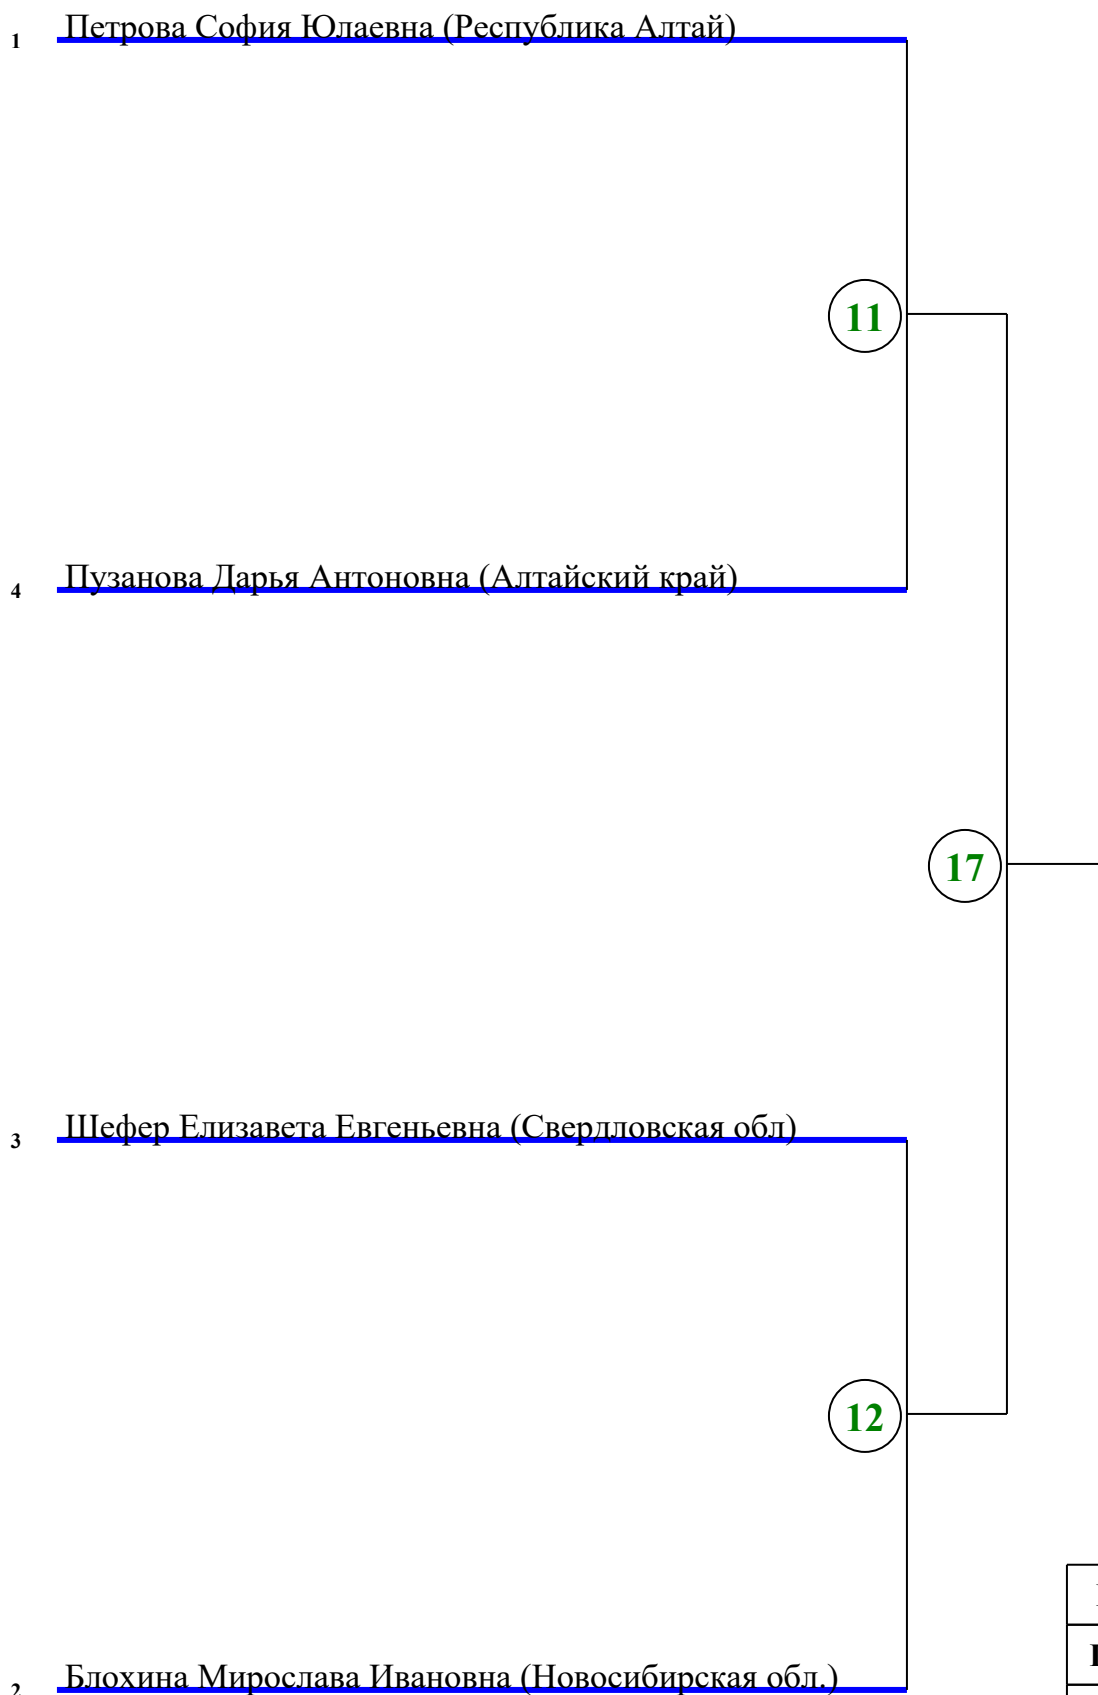 1 Петрова София Юлаевна (Республика Алтай)
11
4 Пузанова Дарья Антоновна (Алтайский край)
17
3 Шефер Елизавета Евгеньевна (Свердловская обл)
12
2 Блохина Мирослава Ивановна (Новосибирская обл.)